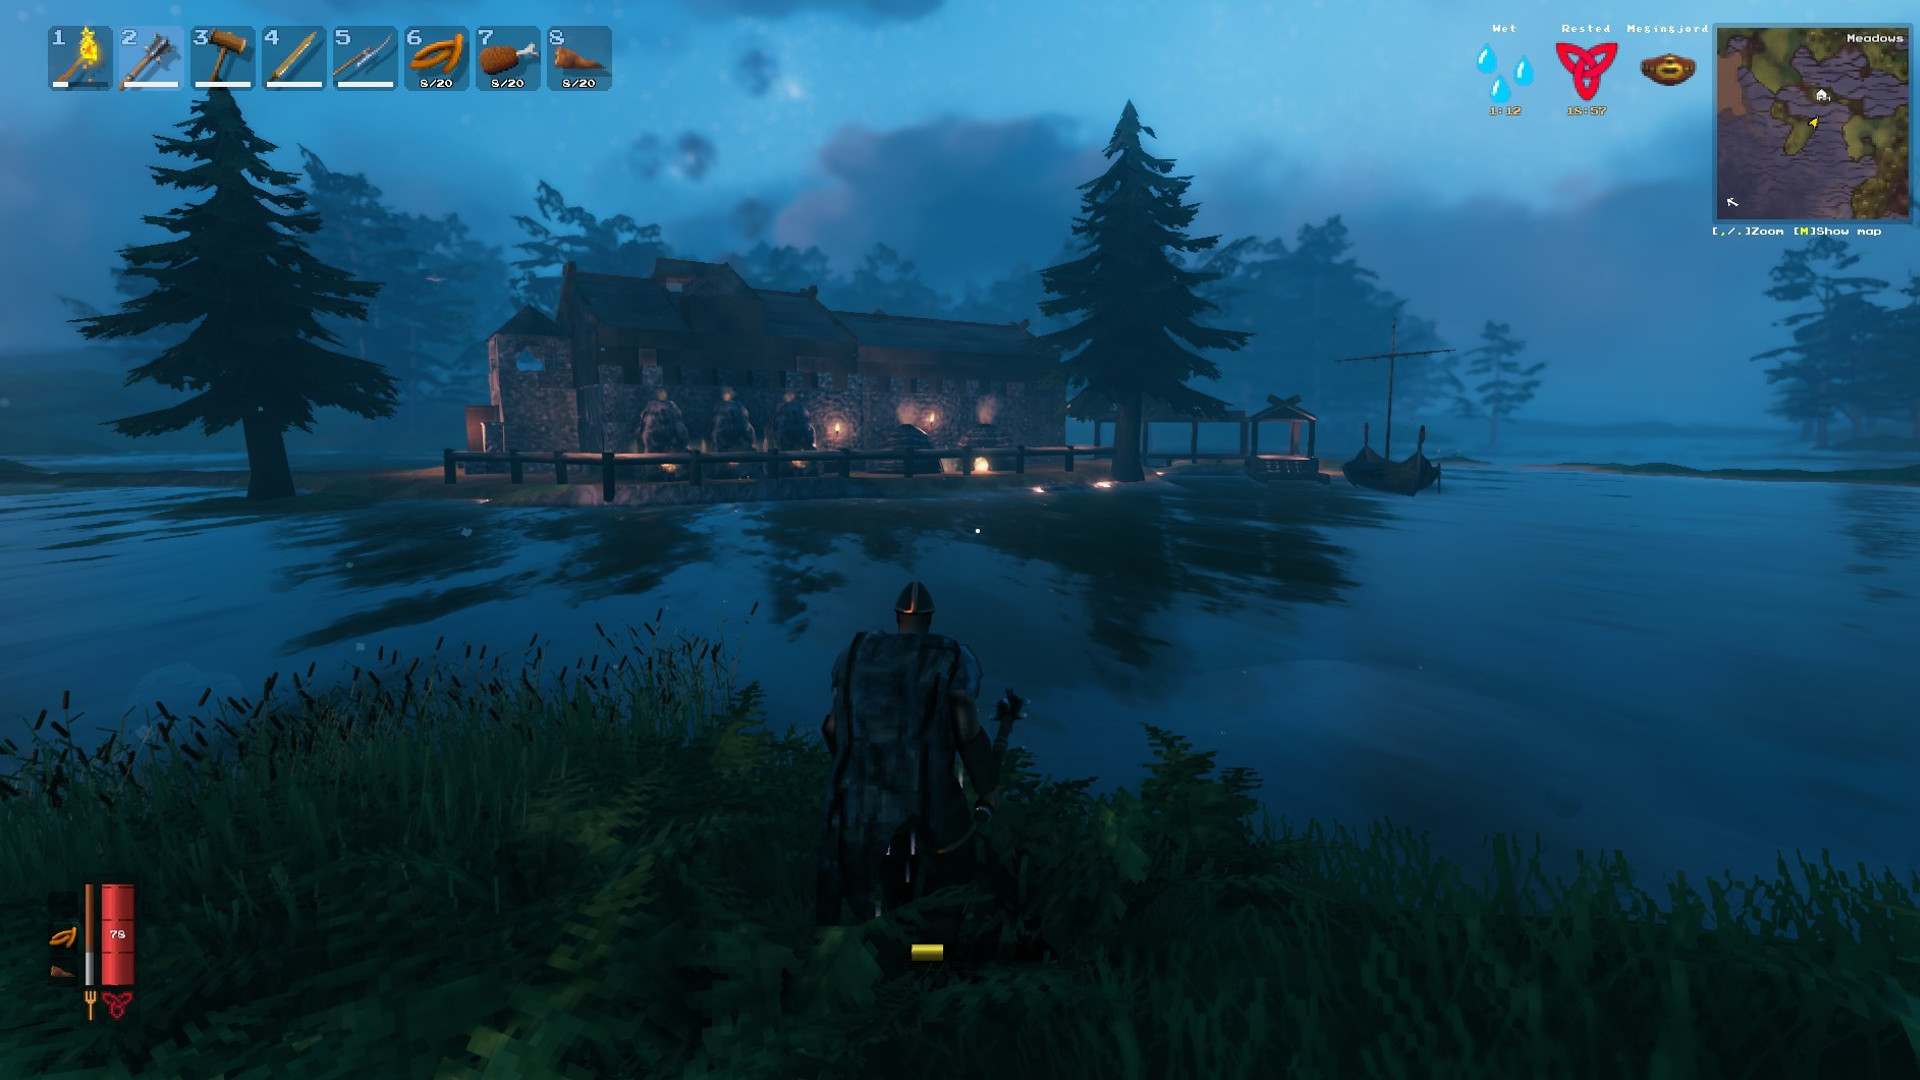 1 2 3 4 5 6 7 8
8/20 8/20 8/20
Wet Rested Megingjord
1:12 18:57
Meadows
[,/.]Zoom [M]Show map
78